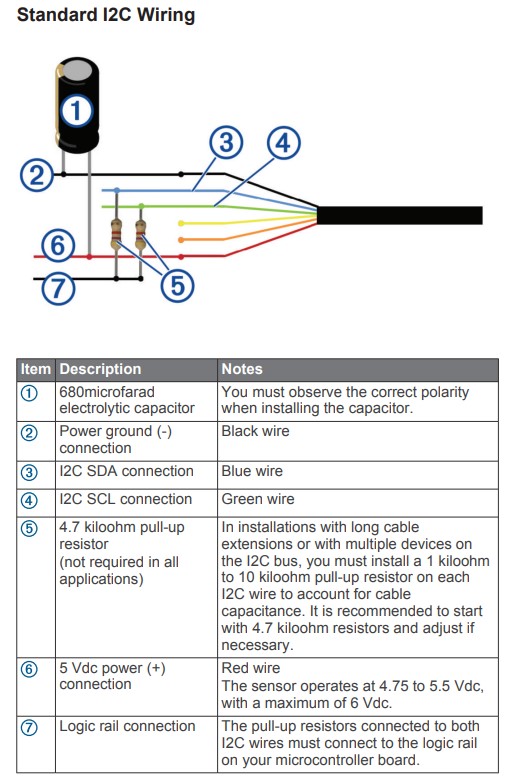 Standard I2C Wiring
1
3
4
2
6
7
5
Item Description Notes
1 680microfarad You must observe the correct polarity
electrolytic capacitor when installing the capacitor.
2 Power ground (-) Black wire
connection
3 I2C SDA connection Blue wire
4 I2C SCL connection Green wire
5 4.7 kiloohm pull-up In installations with long cable
resistor extensions or with multiple devices on
(not required in all the I2C bus, you must install a 1 kiloohm
applications) to 10 kiloohm pull-up resistor on each
I2C wire to account for cable
capacitance. It is recommended to start
with 4.7 kiloohm resistors and adjust if
necessary.
6 5 Vdc power (+) Red wire
connection The sensor operates at 4.75 to 5.5 Vdc,
with a maximum of 6 Vdc.
7 Logic rail connection The pull-up resistors connected to both
I2C wires must connect to the logic rail
on your microcontroller board.